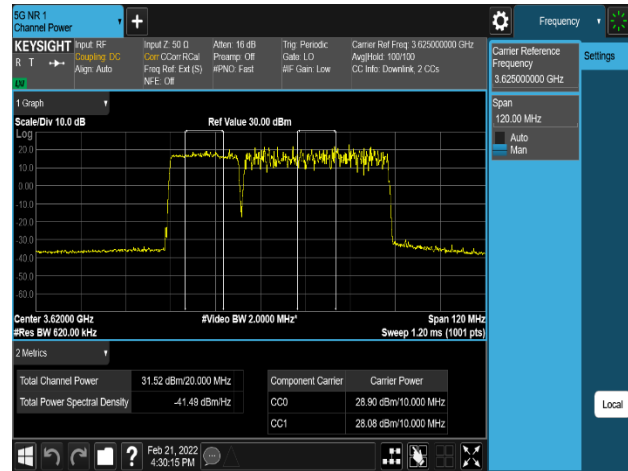 5G NR 1
Channel Power
Frequency
KEYSIGHT
R T
LXI
Input: RF
Coupling: DC
Align: Auto
Input Z: 50 Ω
Corr CCorr RCal
Freq Ref: Ext (S)
NFE: Off
Atten: 16 dB
Preamp: Off
#PNO: Fast
Trig: Periodic
Gate: LO
#IF Gain: Low
Carrier Ref Freq: 3.625000000 GHz
Avg|Hold: 100/100
CC Info: Downlink, 2 CCs
Carrier Reference
Frequency
3.625000000 GHz
Settings
Span
120.00 MHz
Auto
Man
1 Graph
Scale/Div 10.0 dB
Ref Value 30.00 dBm
Log
20.0
10.0
0.00
-10.0
-20.0
-30.0
-40.0
-50.0
-60.0
Center 3.62000 GHz
#Video BW 2.0000 MHz*
Span 120 MHz
#Res BW 620.00 kHz
Sweep 1.20 ms (1001 pts)
2 Metrics
Total Channel Power 31.52 dBm/20.000 MHz
Total Power Spectral Density -41.49 dBm/Hz
Component Carrier Carrier Power
CC0 28.90 dBm/10.000 MHz
CC1 28.08 dBm/10.000 MHz
Local
?
Feb 21, 2022
4:30:15 PM